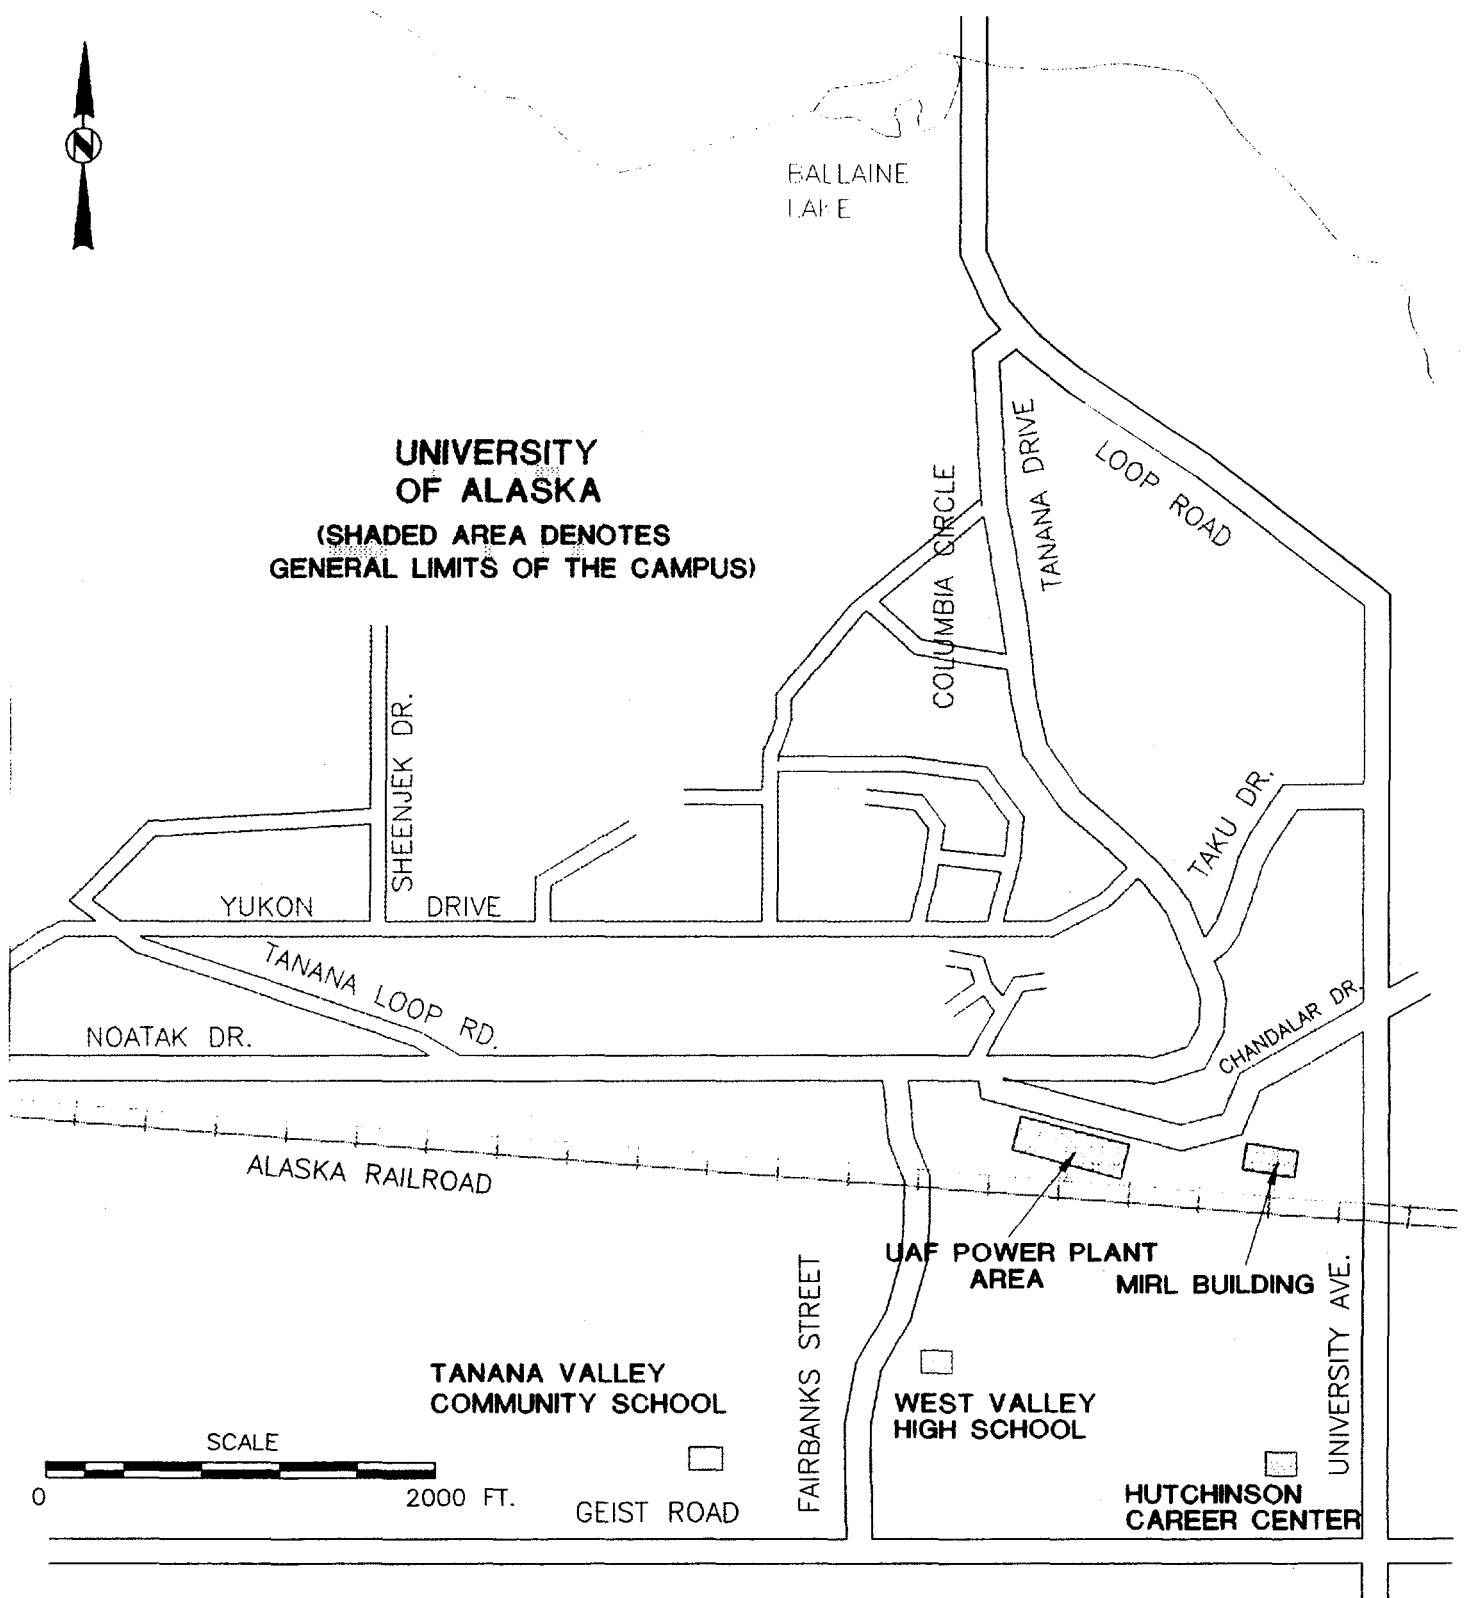 N
BALLAINE
LAKE
UNIVERSITY
OF ALASKA
(SHADED AREA DENOTES
GENERAL LIMITS OF THE CAMPUS)
COLUMBIA CIRCLE
TANANA DRIVE
LOOP ROAD
SHEENJEK DR.
TAKU DR.
YUKON DRIVE
TANANA LOOP RD.
NOATAK DR.
CHANDALAR DR.
ALASKA RAILROAD
UAF POWER PLANT
AREA
MIRL BUILDING
FAIRBANKS STREET
UNIVERSITY AVE.
TANANA VALLEY
COMMUNITY SCHOOL
WEST VALLEY
HIGH SCHOOL
SCALE
0 2000 FT.
GEIST ROAD
HUTCHINSON
CAREER CENTER